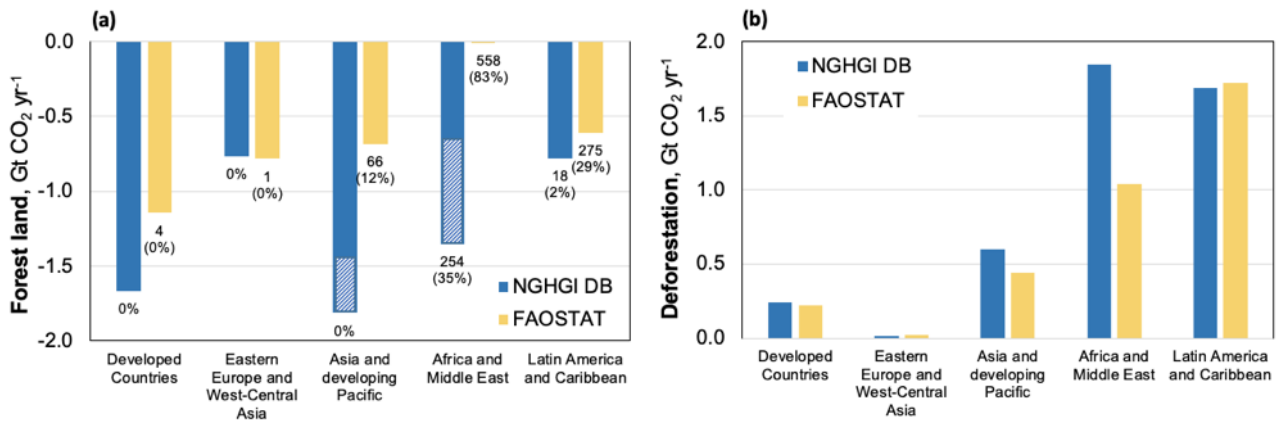 (a)
Forest land, Gt CO₂ yr⁻¹
0.0
-0.5
-1.0
-1.5
-2.0
0%
4
(0%)
0%
1
(0%)
0%
66
(12%)
254
(35%)
558
(83%)
18
(2%)
275
(29%)
NGHGI DB
FAOSTAT
Developed
Countries
Eastern
Europe and
West-Central
Asia
Asia and
developing
Pacific
Africa and
Middle East
Latin America
and Caribbean
(b)
Deforestation, Gt CO₂ yr⁻¹
2.0
1.5
1.0
0.5
0.0
NGHGI DB
FAOSTAT
Developed
Countries
Eastern
Europe and
West-Central
Asia
Asia and
developing
Pacific
Africa and
Middle East
Latin America
and Caribbean